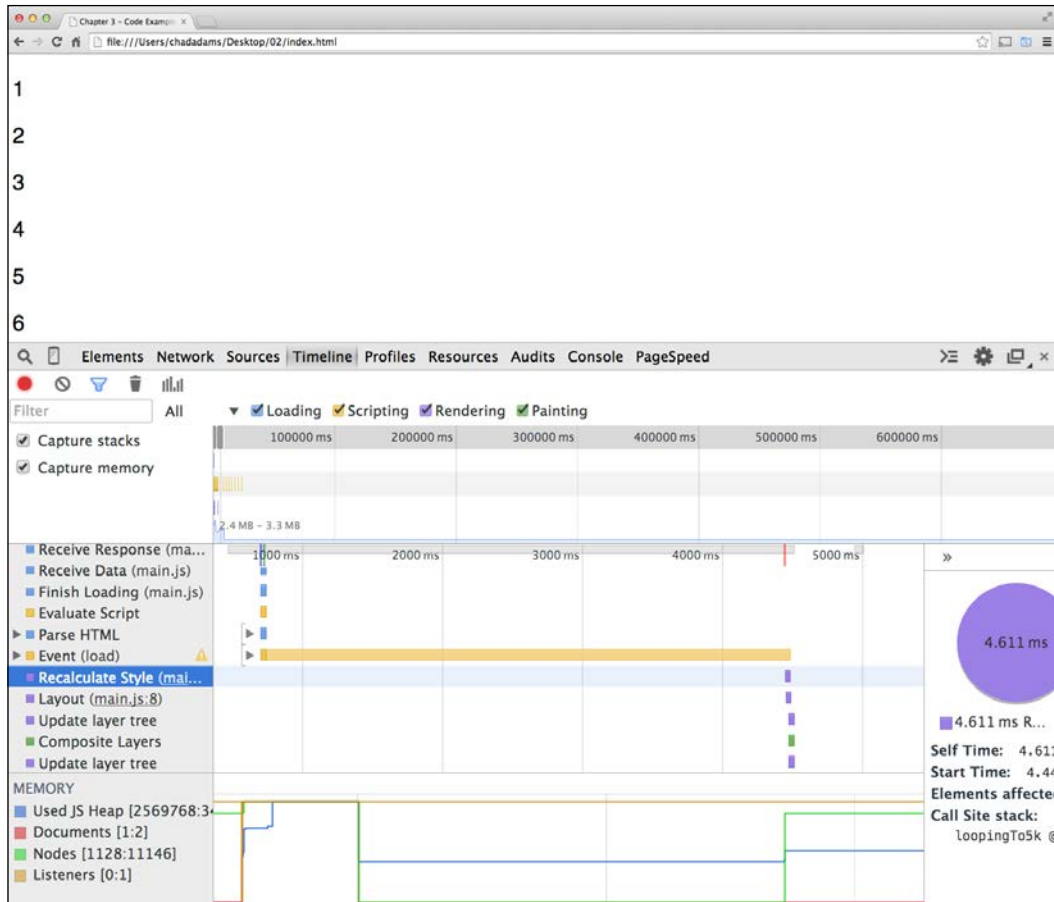 Chapter 3 - Code Exampl
file:///Users/chadadams/Desktop/02/index.html
1
2
3
4
5
6
Elements Network Sources Timeline Profiles Resources Audits Console PageSpeed
Filter All Loading Scripting Rendering Painting
Capture stacks
Capture memory
100000 ms 200000 ms 300000 ms 400000 ms 500000 ms 600000 ms
2.4 MB – 3.3 MB
Receive Response (ma...
Receive Data (main.js)
Finish Loading (main.js)
Evaluate Script
Parse HTML
Event (load)
Recalculate Style (mai...
Layout (main.js:8)
Update layer tree
Composite Layers
Update layer tree
1000 ms 2000 ms 3000 ms 4000 ms 5000 ms
»
4.611 ms
4.611 ms R...
Self Time: 4.611
Start Time: 4.44
Elements affected
Call Site stack:
loopingTo5k @
MEMORY
Used JS Heap [2569768:34
Documents [1:2]
Nodes [1128:11146]
Listeners [0:1]